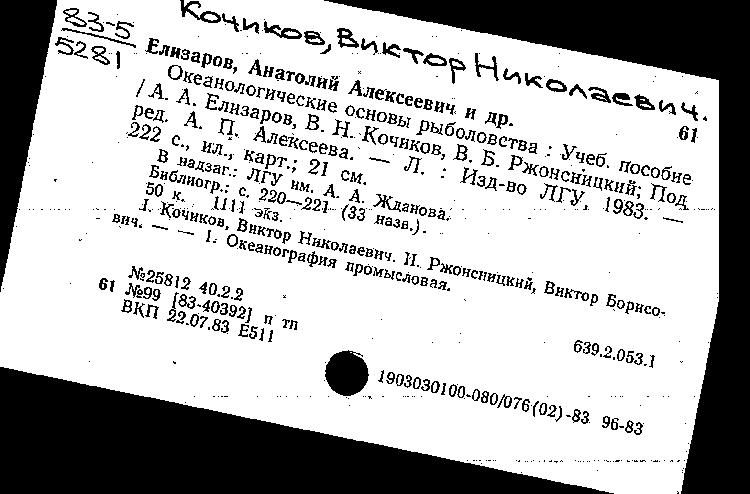 Кочиков, Виктор Николаевич.
83-5
5281
Елизаров, Анатолий Алексеевич и др.
61
Океанологические основы рыболовства : Учеб. пособие
/ А. А. Елизаров, В. Н. Кочиков, В. Б. Ржонсницкий; Под
ред. А. П. Алексеева. — Л. : Изд-во ЛГУ, 1983. —
222 с., ил., карт.; 21 см.
В надзаг.: ЛГУ им. А. А. Жданова.
Библиогр.: с. 220—221 (33 назв.).
50 к. 1111 экз.
I. Кочиков, Виктор Николаевич. II. Ржонсницкий, Виктор Борисо-
вич. — — 1. Океанография промысловая.
№25812 40.2.2
61 №99 [83-40392] п тп
ВКП 22.07.83 Е511
639.2.053.1
1903030100-080/076(02)-83 96-83